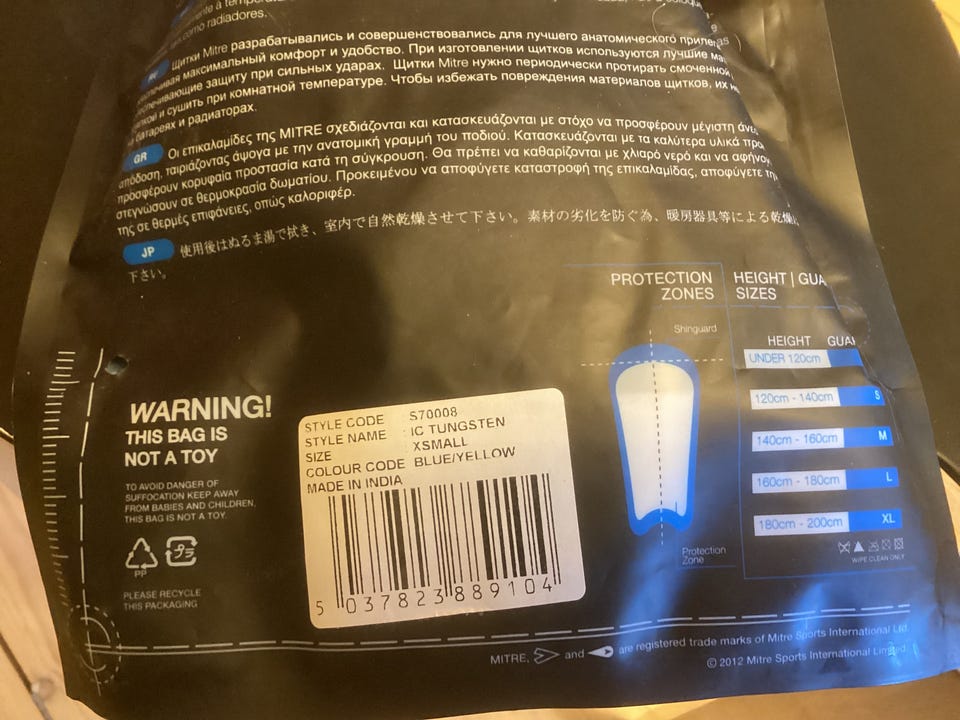 como radiadores.
RU Щитки Mitre разрабатывались и совершенствовались для лучшего анатомического
максимальный комфорт и удобство. При изготовлении щитков используются лучшие
защиту при сильных ударах. Щитки Mitre нужно периодически протирать смоченной
и сушить при комнатной температуре. Чтобы избежать повреждения материалов щитков, их
батареях и радиаторах.
GR Οι επικαλαμίδες της MITRE σχεδιάζονται και κατασκευάζονται με στόχο να προσφέρουν μέγιστη
απόδοση, ταιριάζοντας άψογα με την ανατομική γραμμή του ποδιού. Κατασκευάζονται με τα καλύτερα υλικά
προσφέρουν κορυφαία προστασία κατά τη σύγκρουση. Θα πρέπει να καθαρίζονται με χλιαρό νερό και να
στεγνώσουν σε θερμοκρασία δωματίου. Προκειμένου να αποφύγετε καταστροφή της επικαλαμίδας, αποφύγετε
της σε θερμές επιφάνειες, οπώς καλοριφέρ.
JP 使用後はぬるま湯で拭き、室内で自然乾燥させて下さい。素材の劣化を防ぐ為、暖房器具等による乾燥
下さい。
PROTECTION
ZONES
Shinguard
Protection
Zone
HEIGHT | GUA
SIZES
HEIGHT GUA
UNDER 120cm
120cm - 140cm S
140cm - 160cm M
160cm - 180cm L
180cm - 200cm XL
WIPE CLEAN ONLY
WARNING!
THIS BAG IS
NOT A TOY
TO AVOID DANGER OF
SUFFOCATION KEEP AWAY
FROM BABIES AND CHILDREN,
THIS BAG IS NOT A TOY.
PP
PLEASE RECYCLE
THIS PACKAGING
STYLE CODE S70008
STYLE NAME : IC TUNGSTEN
SIZE XSMALL
COLOUR CODE BLUE/YELLOW
MADE IN INDIA
5 037823 889104
MITRE, and are registered trade marks of Mitre Sports International Ltd.
© 2012 Mitre Sports International Limited.